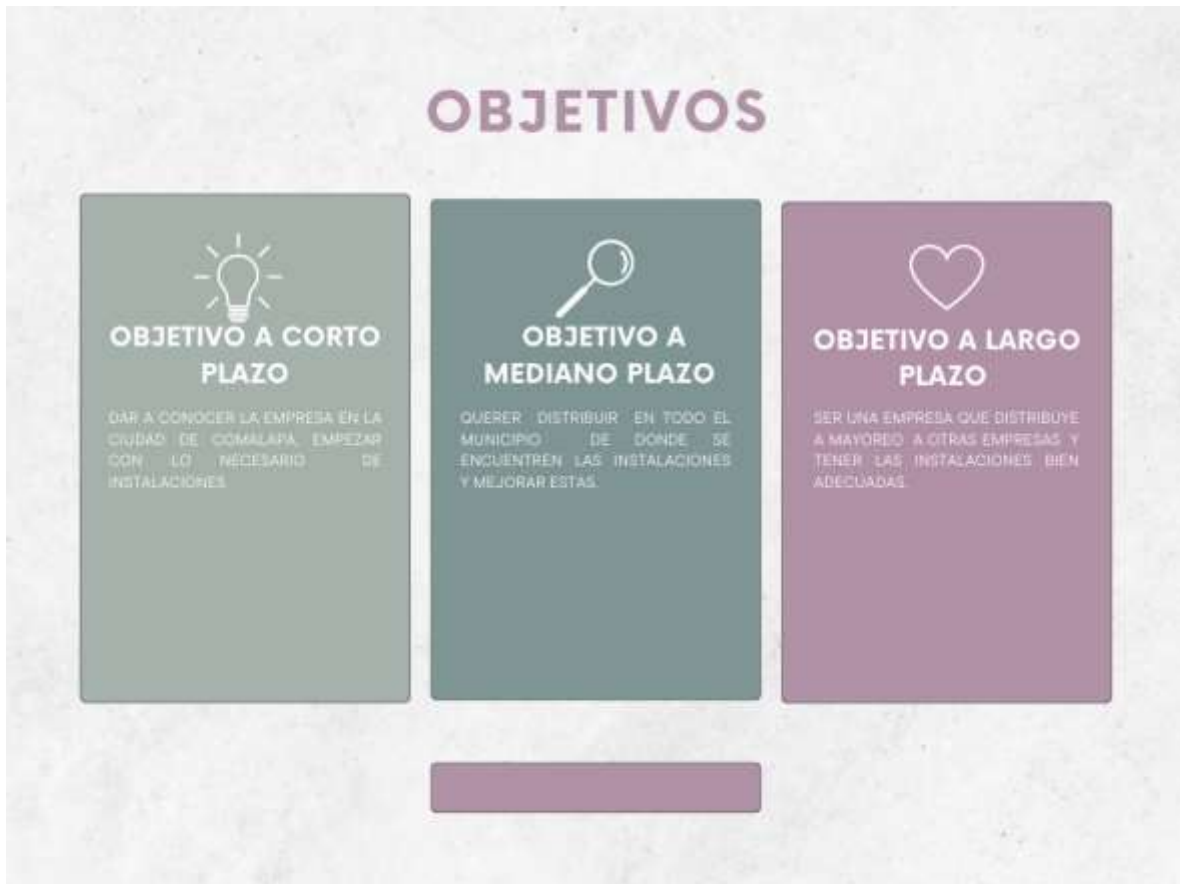 OBJETIVOS
OBJETIVO A CORTO
PLAZO
DAR A CONOCER LA EMPRESA EN LA
CIUDAD DE COMALAPA, EMPEZAR
CON LO NECESARIO DE
INSTALACIONES
OBJETIVO A
MEDIANO PLAZO
QUERER DISTRIBUIR EN TODO EL
MUNICIPIO DE DONDE SE
ENCUENTREN LAS INSTALACIONES
Y MEJORAR ESTAS.
OBJETIVO A LARGO
PLAZO
SER UNA EMPRESA QUE DISTRIBUYE
A MAYOREO A OTRAS EMPRESAS Y
TENER LAS INSTALACIONES BIEN
ADECUADAS.